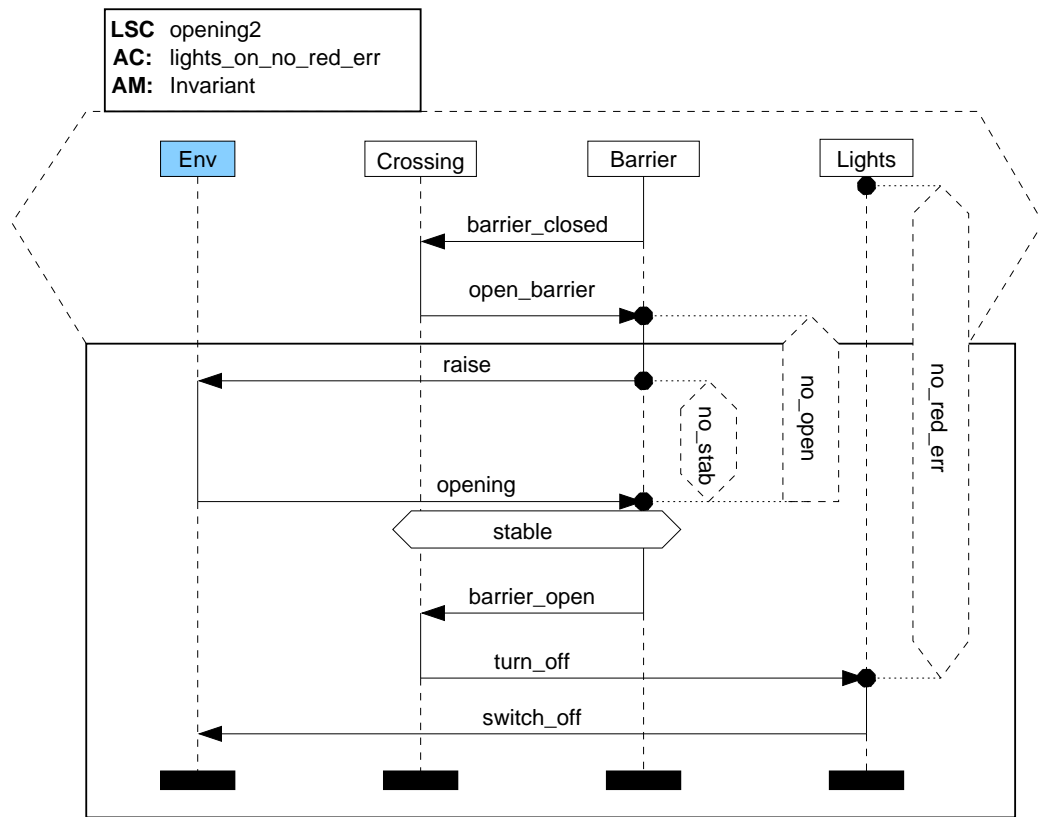 LSC opening2
AC: lights_on_no_red_err
AM: Invariant
Env
Crossing
Barrier
Lights
barrier_closed
open_barrier
raise
no_stab
no_open
no_red_err
opening
stable
barrier_open
turn_off
switch_off